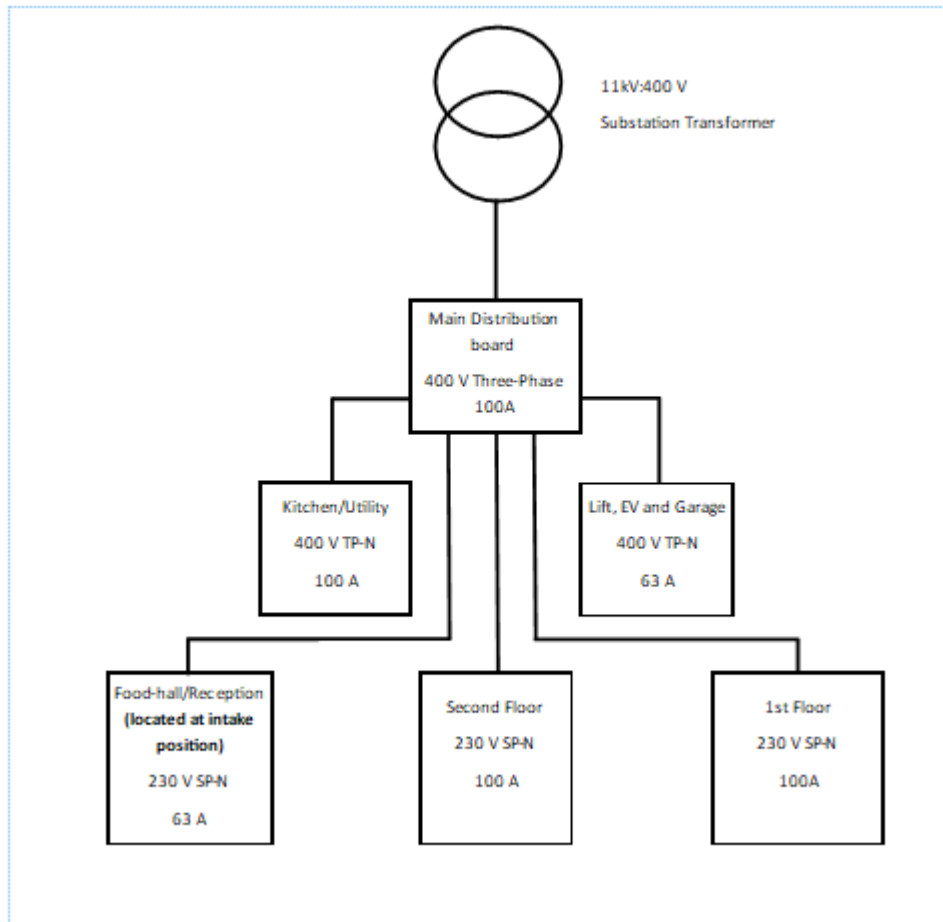 11kV:400 V
Substation Transformer
Main Distribution
board
400 V Three-Phase
100A
Kitchen/Utility
400 V TP-N
100 A
Lift, EV and Garage
400 V TP-N
63 A
Food-hall/Reception
(located at intake
position)
230 V SP-N
63 A
Second Floor
230 V SP-N
100 A
1st Floor
230 V SP-N
100A